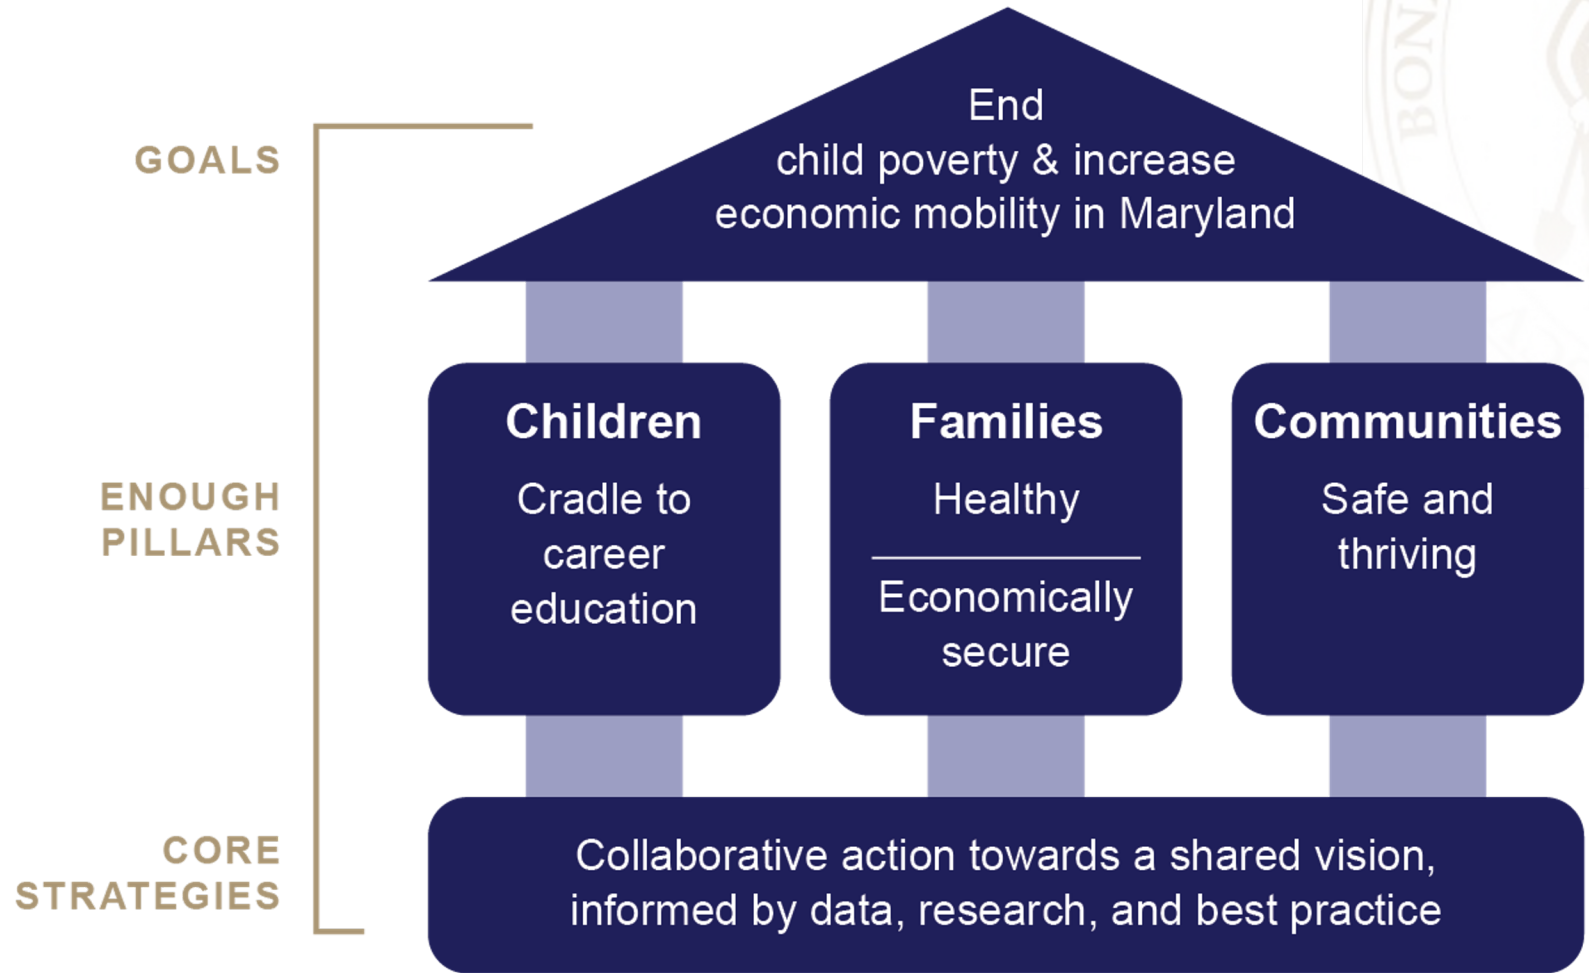 GOALS
End
child poverty & increase
economic mobility in Maryland
ENOUGH
PILLARS
Children
Cradle to
career
education
Families
Healthy
Economically
secure
Communities
Safe and
thriving
CORE
STRATEGIES
Collaborative action towards a shared vision,
informed by data, research, and best practice
BON